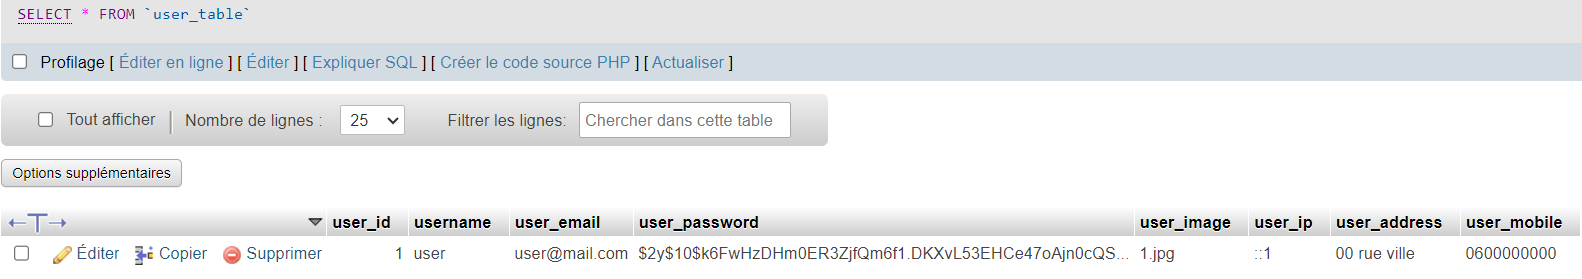 SELECT * FROM `user_table`
Profilage [ Éditer en ligne ] [ Éditer ] [ Expliquer SQL ] [ Créer le code source PHP ] [ Actualiser ]
Tout afficher Nombre de lignes : 25 Filtrer les lignes: Chercher dans cette table
Options supplémentaires
user_id username user_email user_password user_image user_ip user_address user_mobile
Éditer Copier Supprimer 1 user user@mail.com $2y$10$k6FwHzDHm0ER3ZjfQm6f1.DKXvL53EHCe47oAjn0cQS... 1.jpg ::1 00 rue ville 0600000000